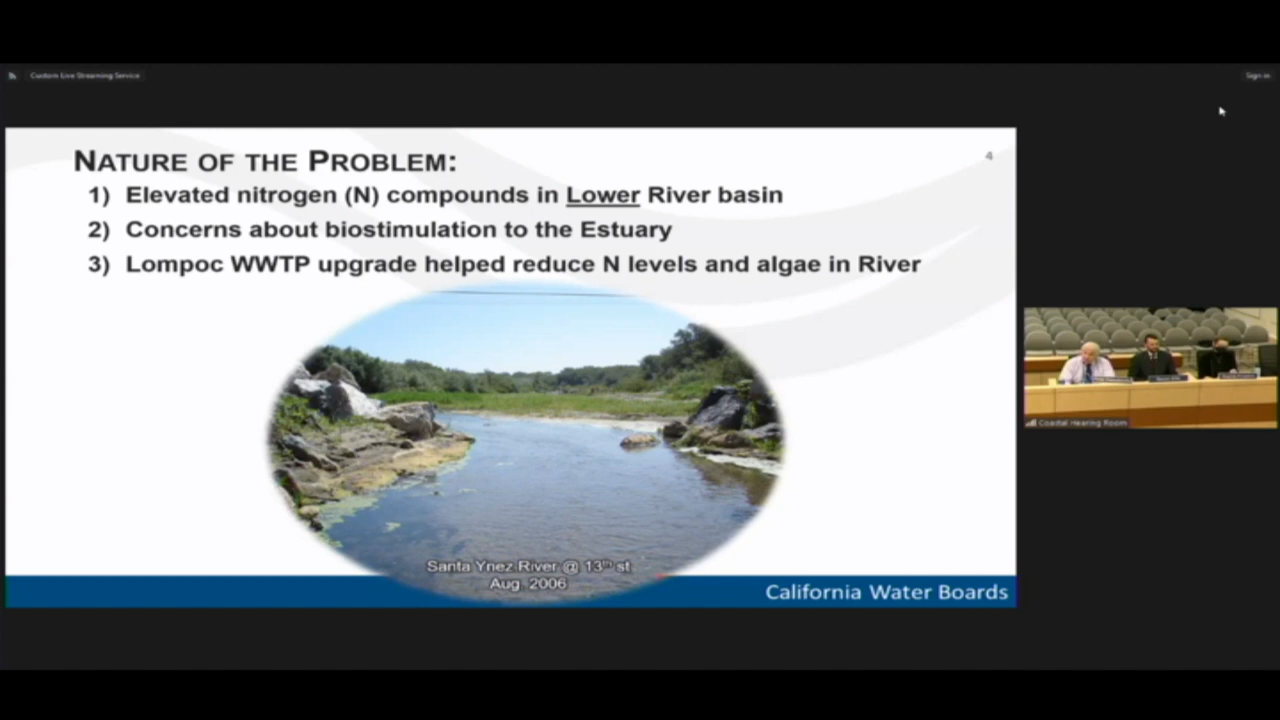 Custom Live Streaming Service
Sign in
NATURE OF THE PROBLEM:
4
1) Elevated nitrogen (N) compounds in Lower River basin
2) Concerns about biostimulation to the Estuary
3) Lompoc WWTP upgrade helped reduce N levels and algae in River
Santa Ynez River @ 13th st
Aug. 2006
California Water Boards
Coastal Hearing Room